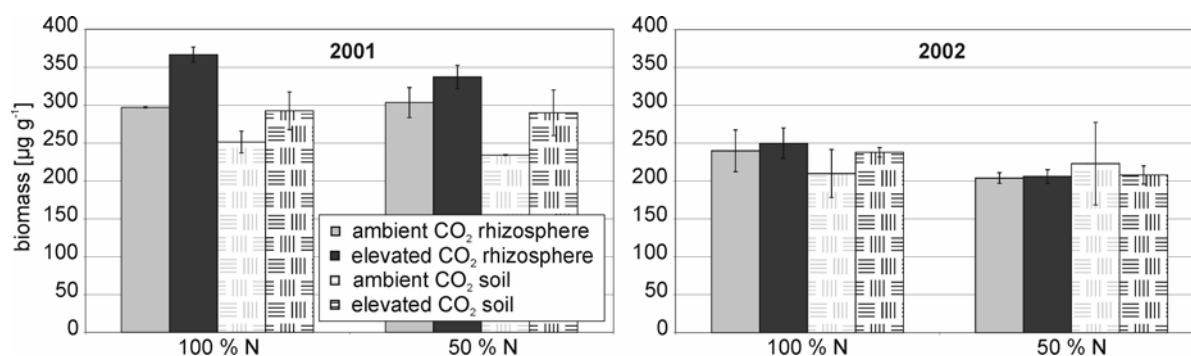 400
350
300
250
200
150
100
50
0
biomass [µg g⁻¹]
2001
ambient CO₂ rhizosphere
elevated CO₂ rhizosphere
ambient CO₂ soil
elevated CO₂ soil
100 % N
50 % N
400
350
300
250
200
150
100
50
0
2002
100 % N
50 % N